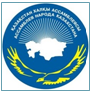 ҚАЗАҚСТАН ХАЛҚЫ АССАМБЛЕЯСЫ
АССАМБЛЕЯ НАРОДА КАЗАХСТАНА